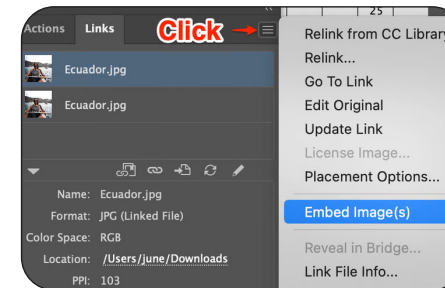 25
Actions Links Click
Relink from CC Library
Ecuador.jpg
Relink...
Go To Link
Ecuador.jpg
Edit Original
Update Link
License Image...
Placement Options...
Name: Ecuador.jpg
Format: JPG (Linked File)
Embed Image(s)
Color Space: RGB
Reveal in Bridge...
Location: /Users/june/Downloads
Link File Info...
PPI: 103